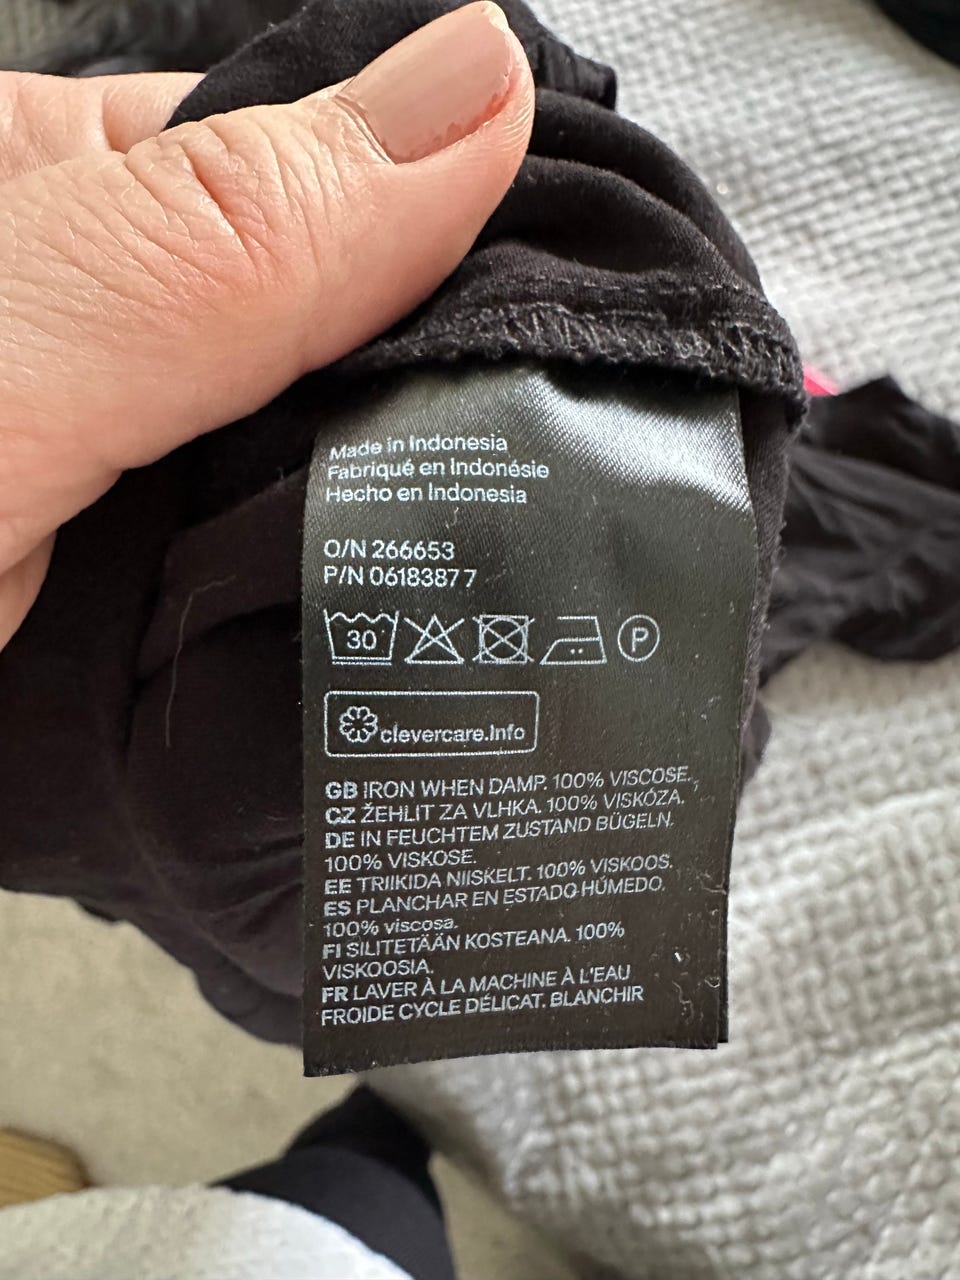 Made in Indonesia
Fabriqué en Indonésie
Hecho en Indonesia
O/N 266653
P/N 06183877
30
P
clevercare.info
GB IRON WHEN DAMP. 100% VISCOSE.
CZ ŽEHLIT ZA VLHKA. 100% VISKÓZA.
DE IN FEUCHTEM ZUSTAND BÜGELN.
100% VISKOSE.
EE TRIIKIDA NIISKELT. 100% VISKOOS.
ES PLANCHAR EN ESTADO HÚMEDO.
100% viscosa.
FI SILITETÄÄN KOSTEANA. 100%
VISKOOSIA.
FR LAVER À LA MACHINE À L'EAU
FROIDE CYCLE DÉLICAT. BLANCHIR